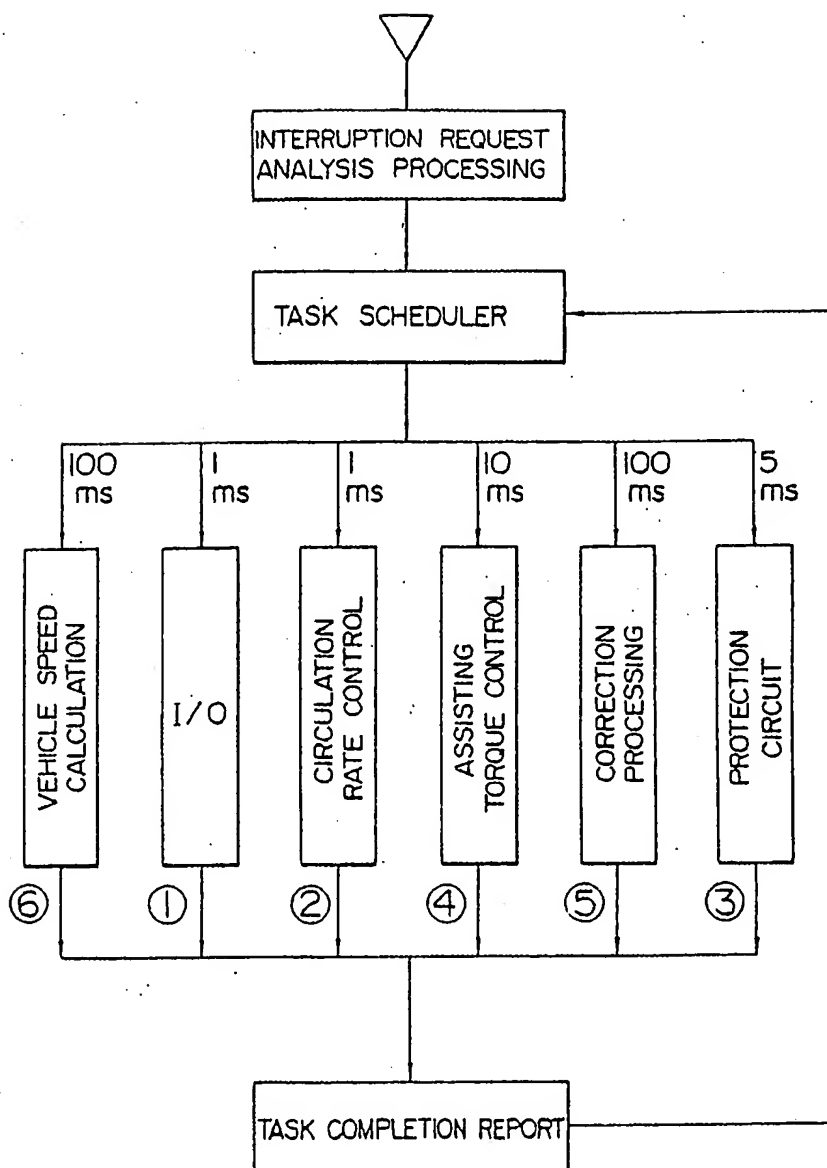 INTERRUPTION REQUEST
ANALYSIS PROCESSING
TASK SCHEDULER
100
ms
1
ms
1
ms
10
ms
100
ms
5
ms
VEHICLE SPEED
CALCULATION
I/O
CIRCULATION
RATE CONTROL
ASSISTING
TORQUE CONTROL
CORRECTION
PROCESSING
PROTECTION
CIRCUIT
⑥
①
②
④
⑤
③
TASK COMPLETION REPORT